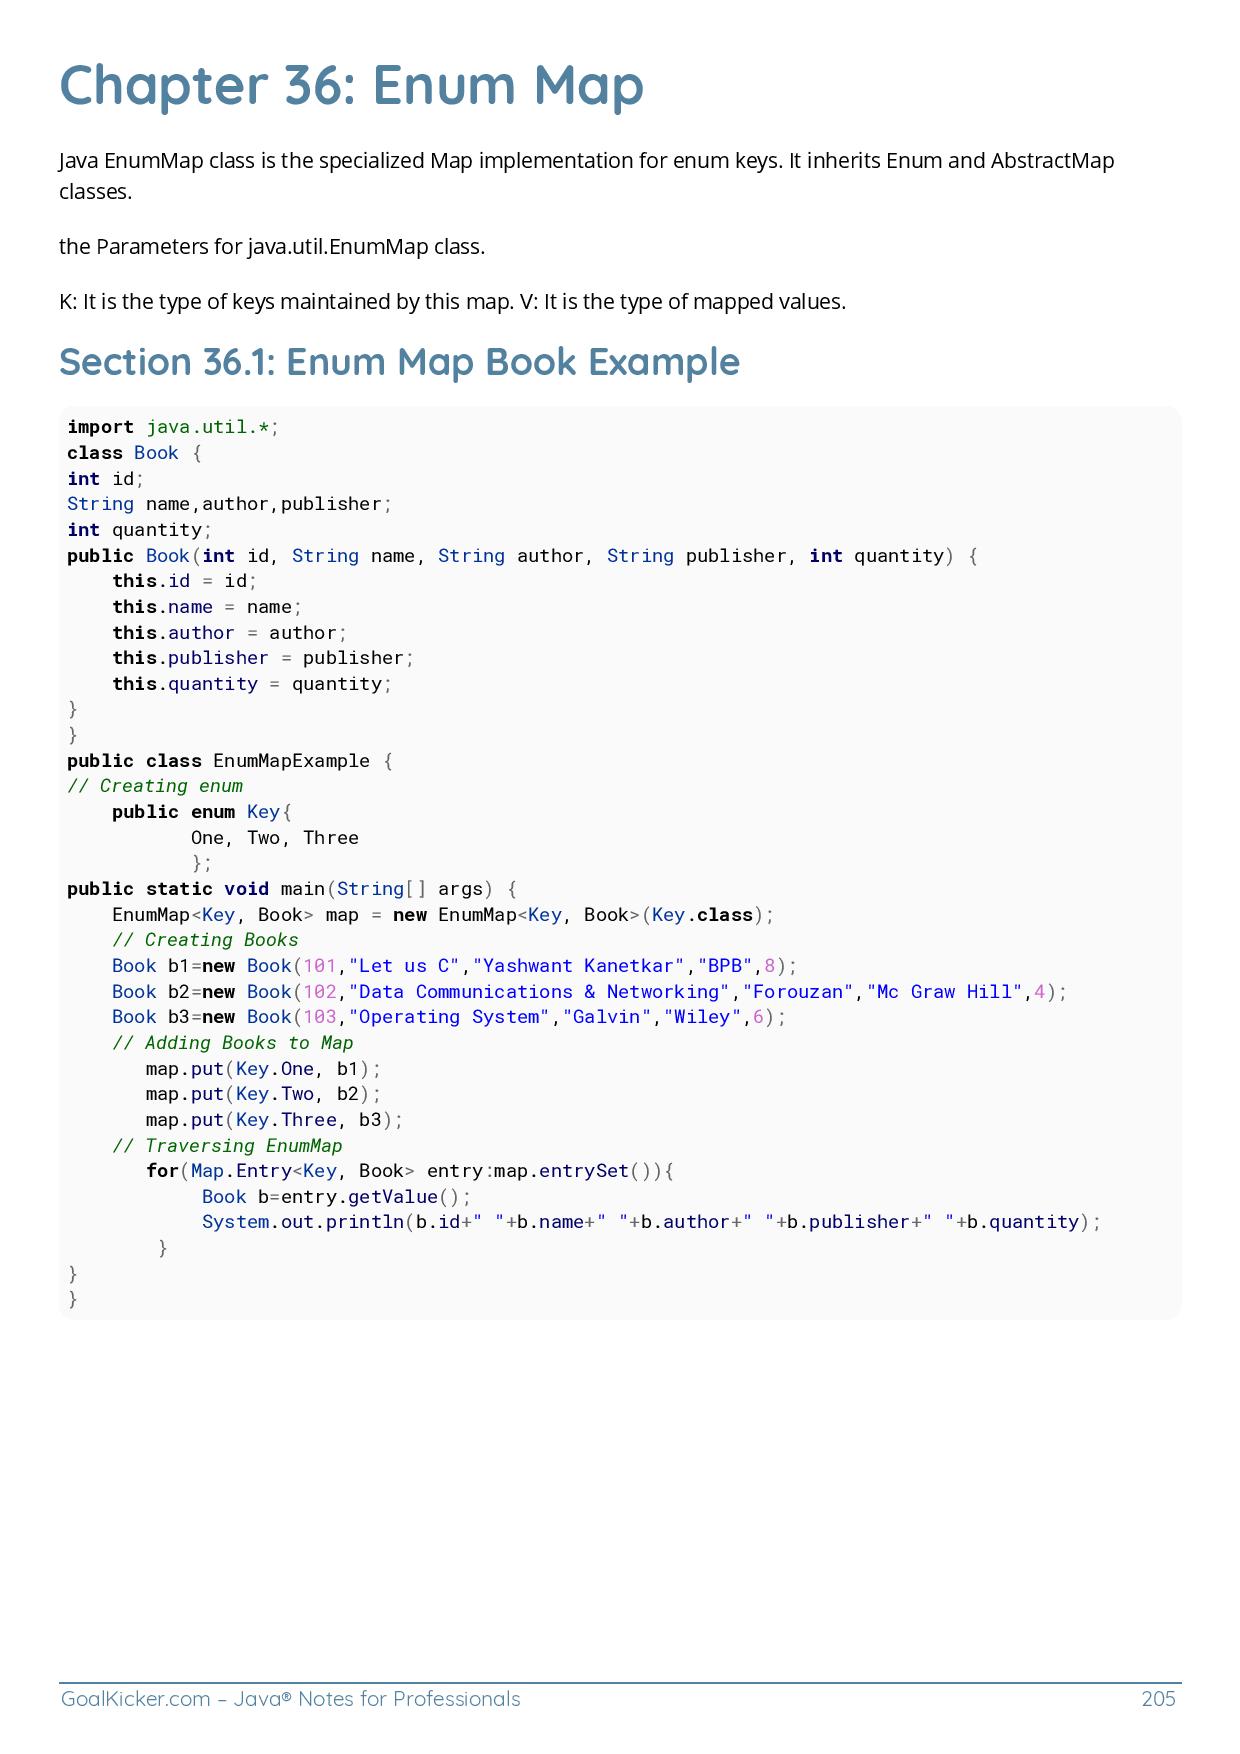 Chapter 36: Enum Map
Java EnumMap class is the specialized Map implementation for enum keys. It inherits Enum and AbstractMap
classes.
the Parameters for java.util.EnumMap class.
K: It is the type of keys maintained by this map. V: It is the type of mapped values.
Section 36.1: Enum Map Book Example
import java.util.*;
class Book {
int id;
String name,author,publisher;
int quantity;
public Book(int id, String name, String author, String publisher, int quantity) {
    this.id = id;
    this.name = name;
    this.author = author;
    this.publisher = publisher;
    this.quantity = quantity;
}
}
public class EnumMapExample {
// Creating enum
    public enum Key{
           One, Two, Three
           };
public static void main(String[] args) {
    EnumMap<Key, Book> map = new EnumMap<Key, Book>(Key.class);
    // Creating Books
    Book b1=new Book(101,"Let us C","Yashwant Kanetkar","BPB",8);
    Book b2=new Book(102,"Data Communications & Networking","Forouzan","Mc Graw Hill",4);
    Book b3=new Book(103,"Operating System","Galvin","Wiley",6);
    // Adding Books to Map
       map.put(Key.One, b1);
       map.put(Key.Two, b2);
       map.put(Key.Three, b3);
    // Traversing EnumMap
       for(Map.Entry<Key, Book> entry:map.entrySet()){
            Book b=entry.getValue();
            System.out.println(b.id+" "+b.name+" "+b.author+" "+b.publisher+" "+b.quantity);
        }
}
}
GoalKicker.com – Java® Notes for Professionals 205